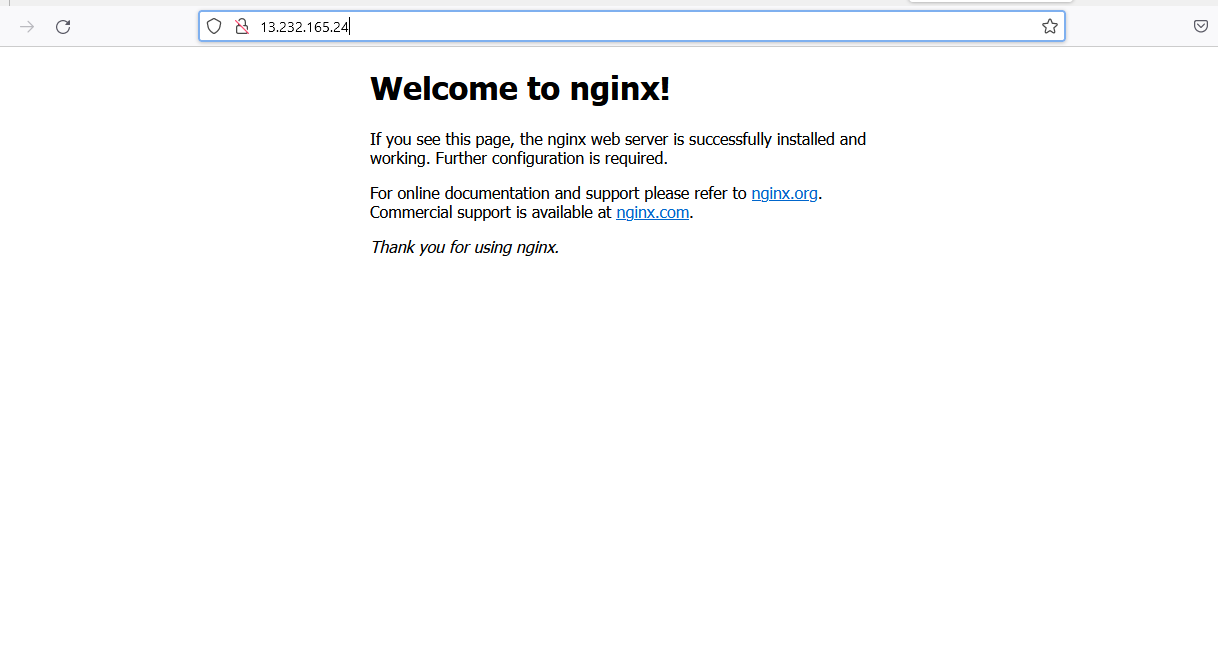 13.232.165.24
Welcome to nginx!
If you see this page, the nginx web server is successfully installed and
working. Further configuration is required.
For online documentation and support please refer to nginx.org.
Commercial support is available at nginx.com.
Thank you for using nginx.